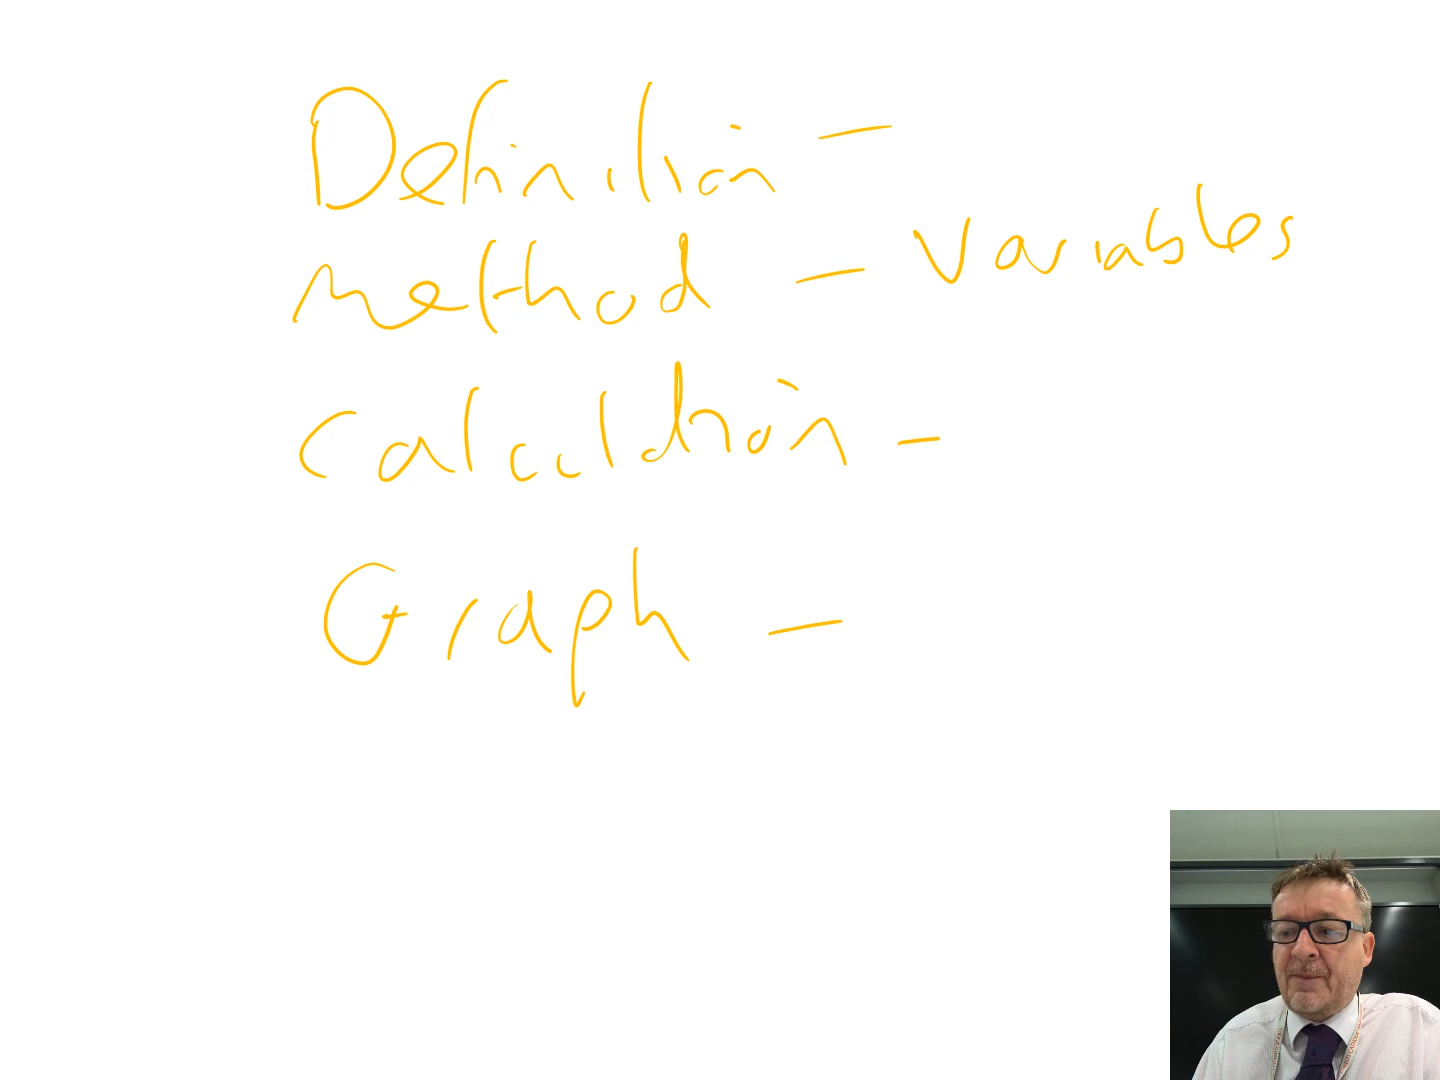 Definition -
Method - Variables
Calculation -
Graph -